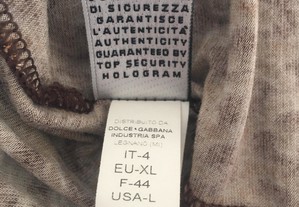 DI SICUREZZA
GARANTISCE
L'AUTENTICITÀ
AUTHENTICITY
GUARANTEED BY
TOP SECURITY
HOLOGRAM
DISTRIBUITO DA
DOLCE & GABBANA
INDUSTRIA SPA
LEGNANO (MI)
IT-4
EU-XL
F-44
USA-L